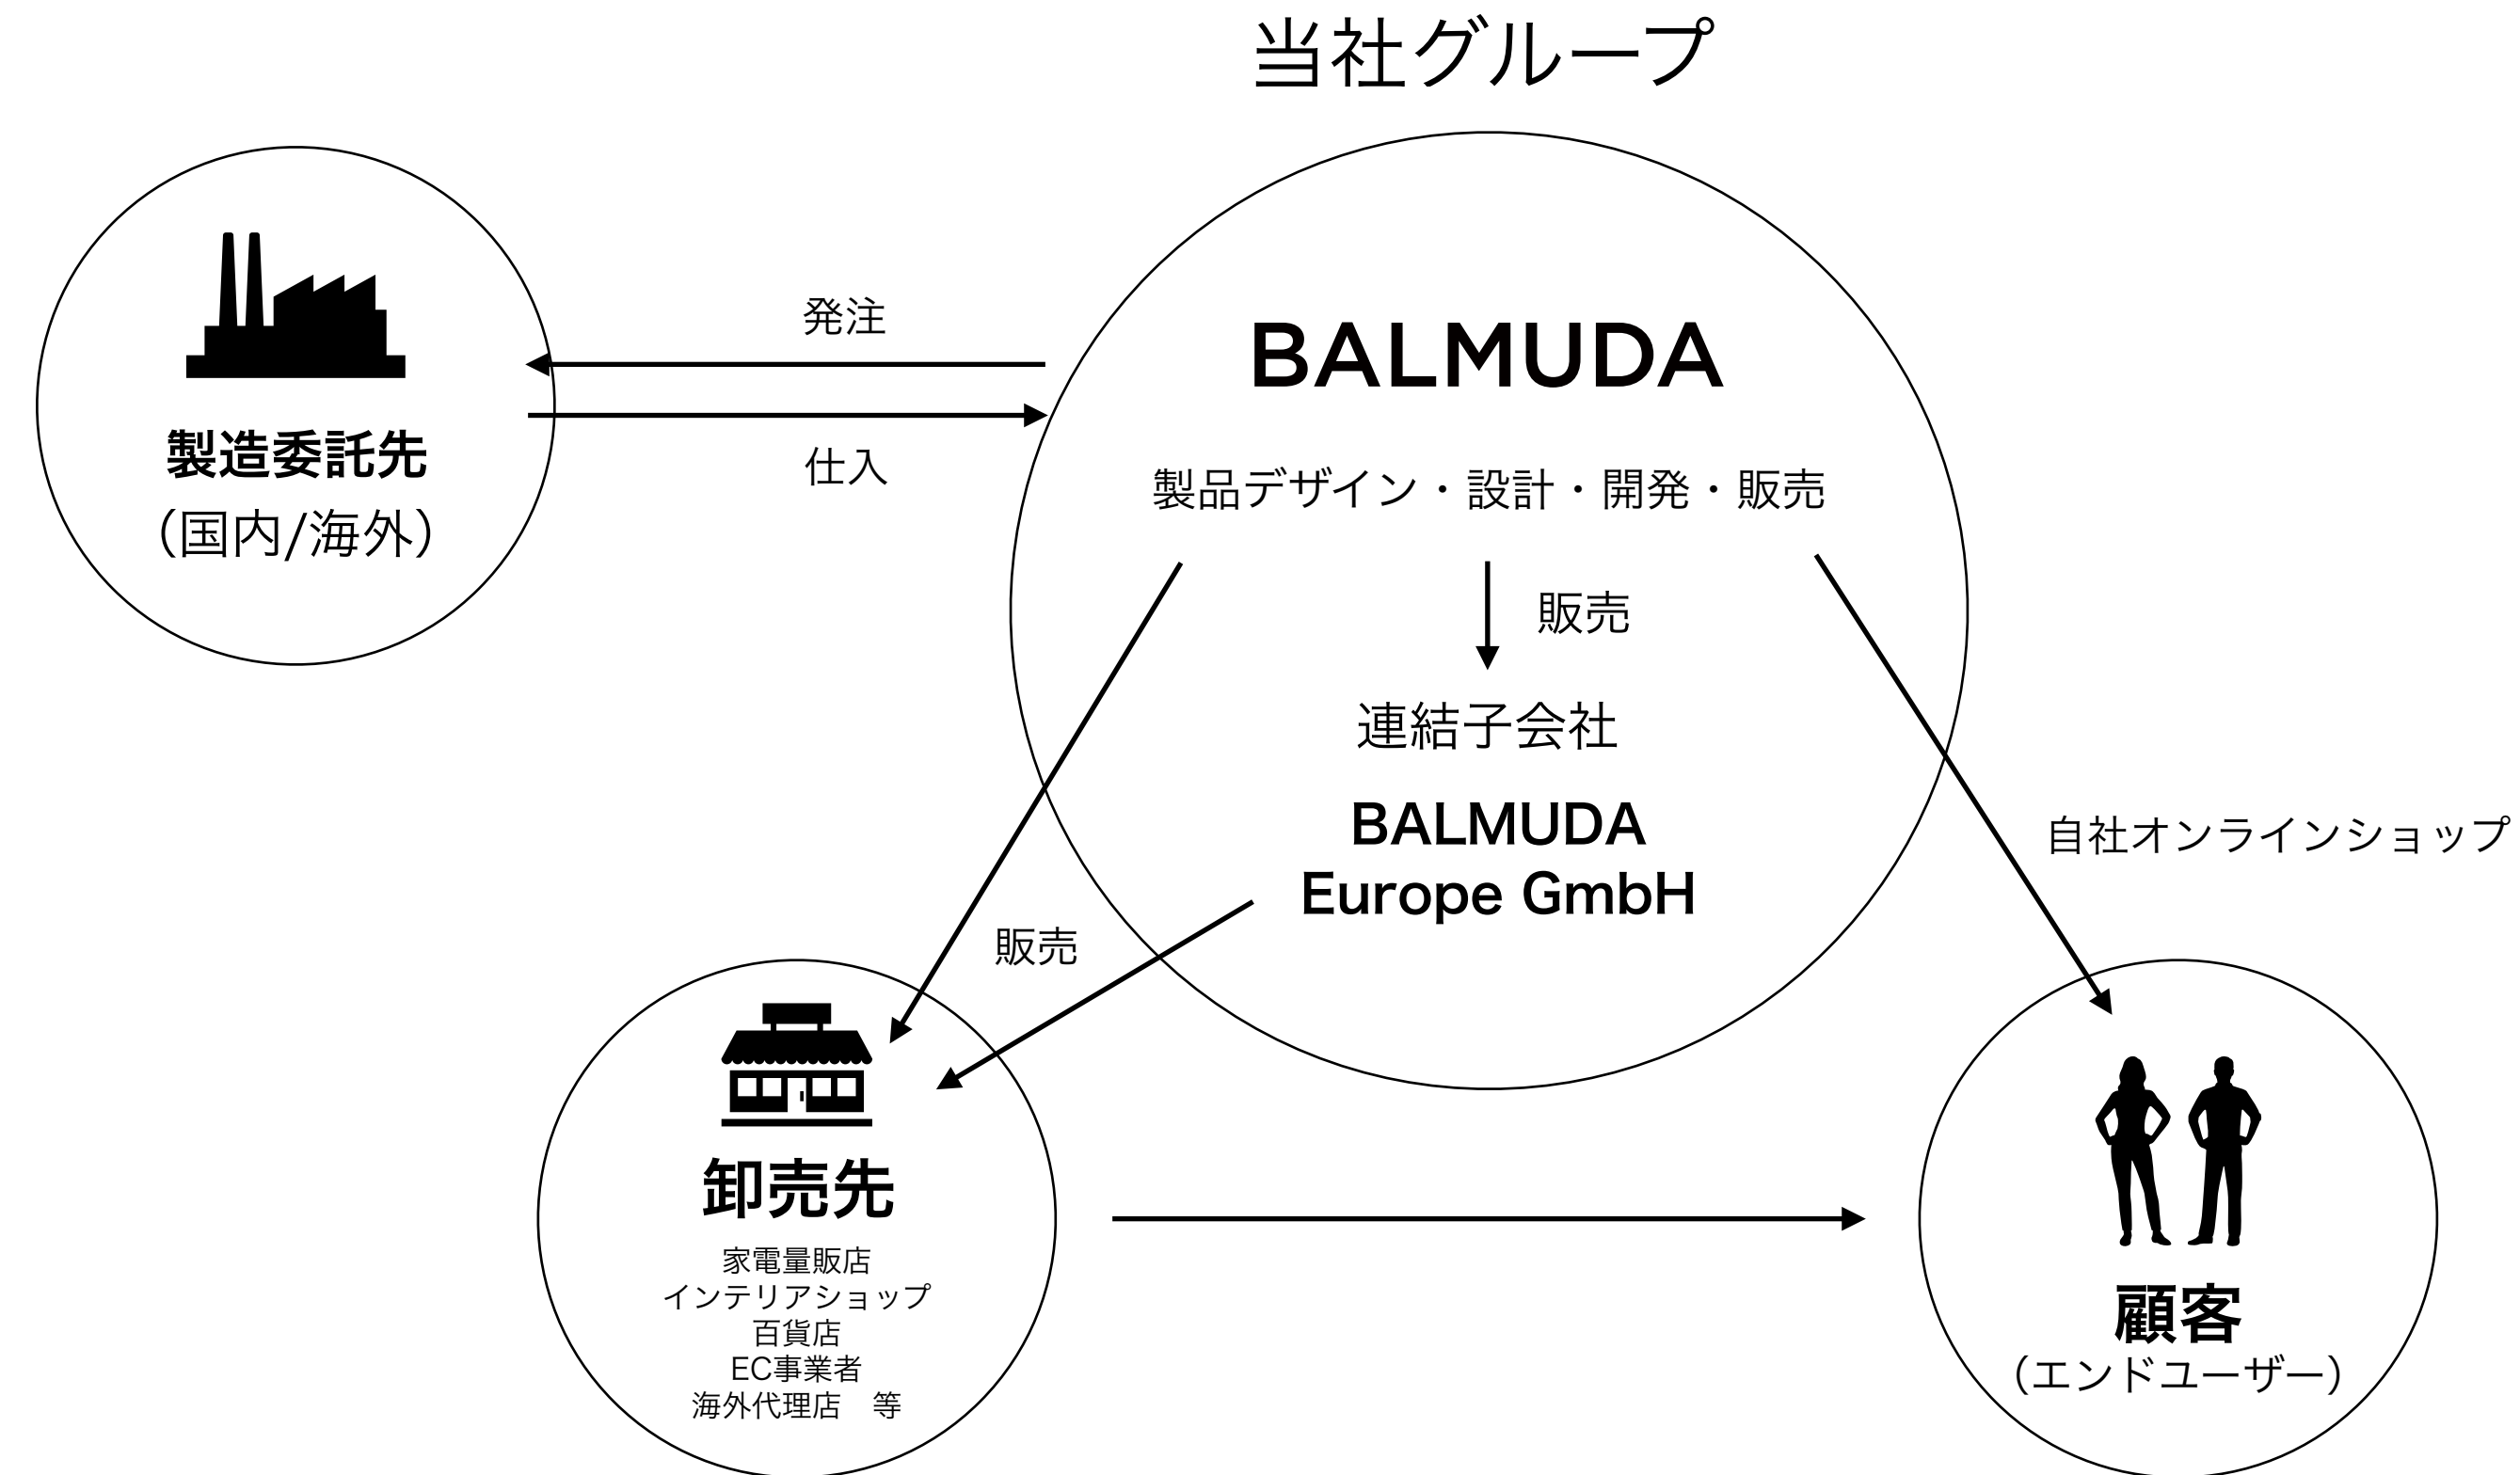 当社グループ
製造委託先
（国内/海外）
発注
仕入
BALMUDA
製品デザイン・設計・開発・販売
販売
連結子会社
BALMUDA
Europe GmbH
自社オンラインショップ
販売
卸売先
家電量販店
インテリアショップ
百貨店
EC事業者
海外代理店　等
顧客
（エンドユーザー）